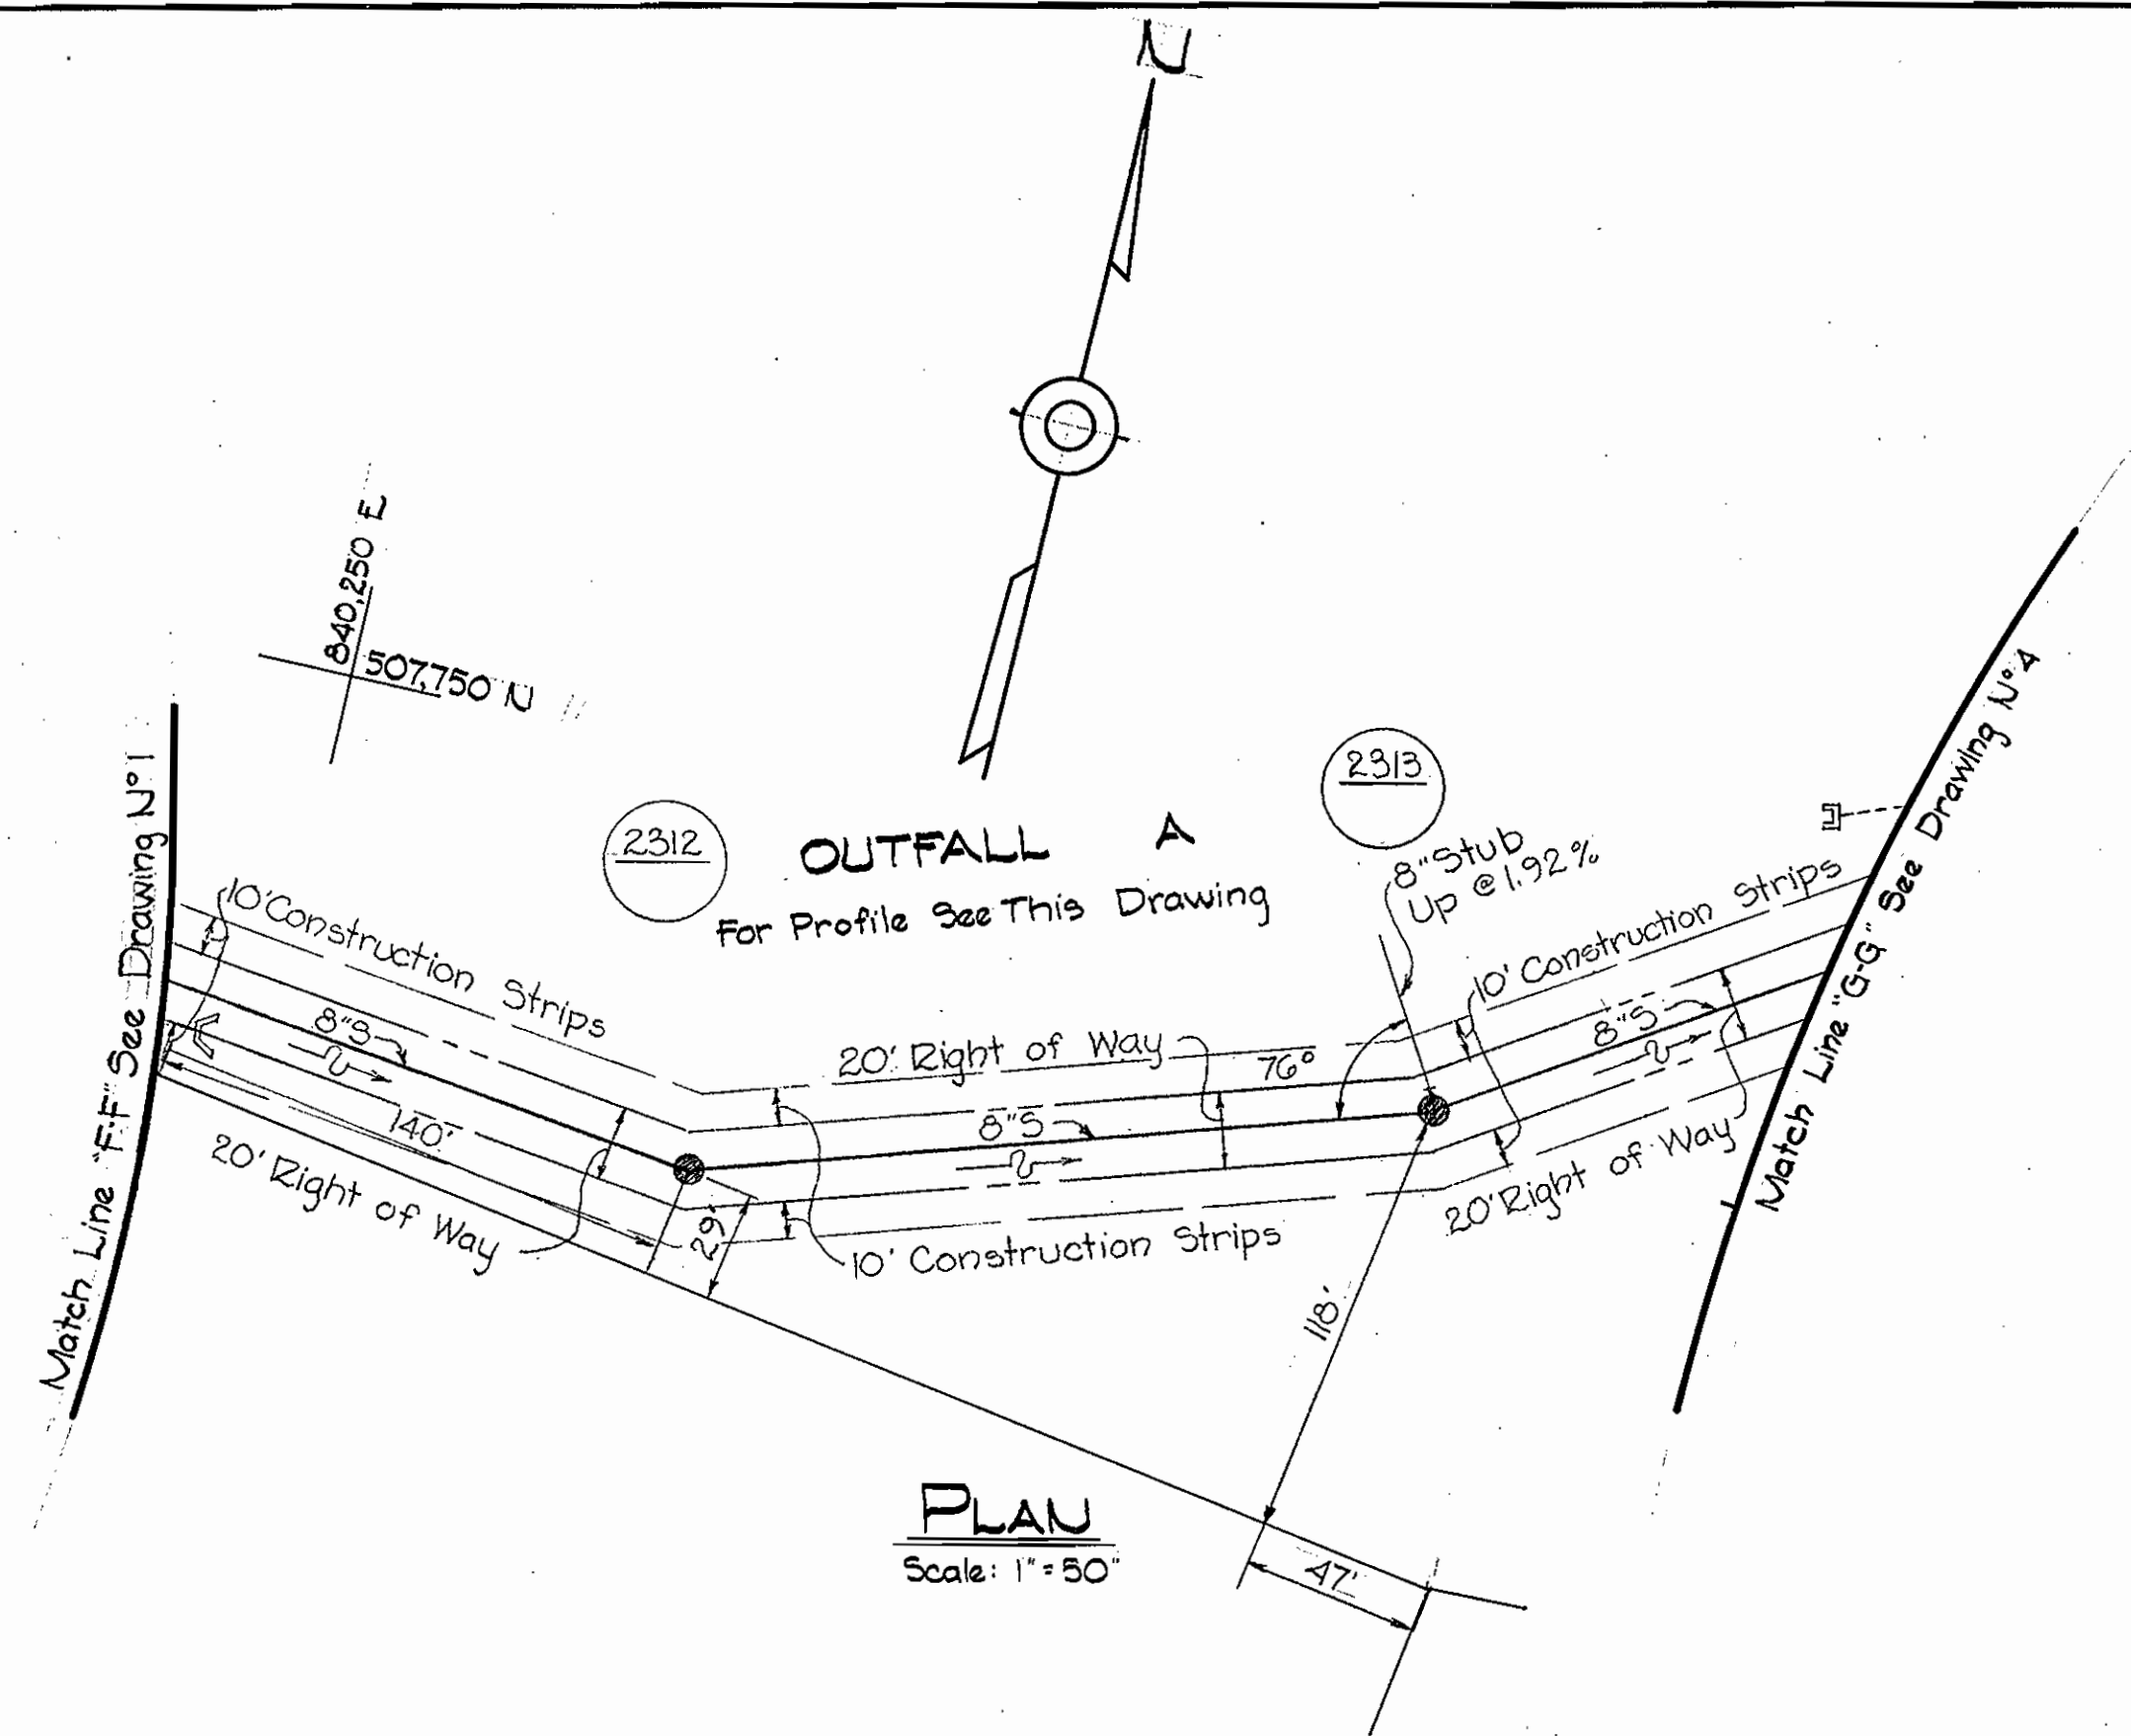 N
840,250 E
507,750 N
Match Line "F-F" See Drawing Nº 1
2312
OUTFALL A
For Profile See This Drawing
2313
8" Stub
Up @ 1.92 %
10' Construction Strips
8"S
140'
20' Right of Way
29'
20' Right of Way
76°
8"S
10' Construction Strips
10' Construction Strips
8"S
20' Right of Way
Match Line "G-G" See Drawing Nº 4
118'
47'
PLAN
Scale: 1" = 50"